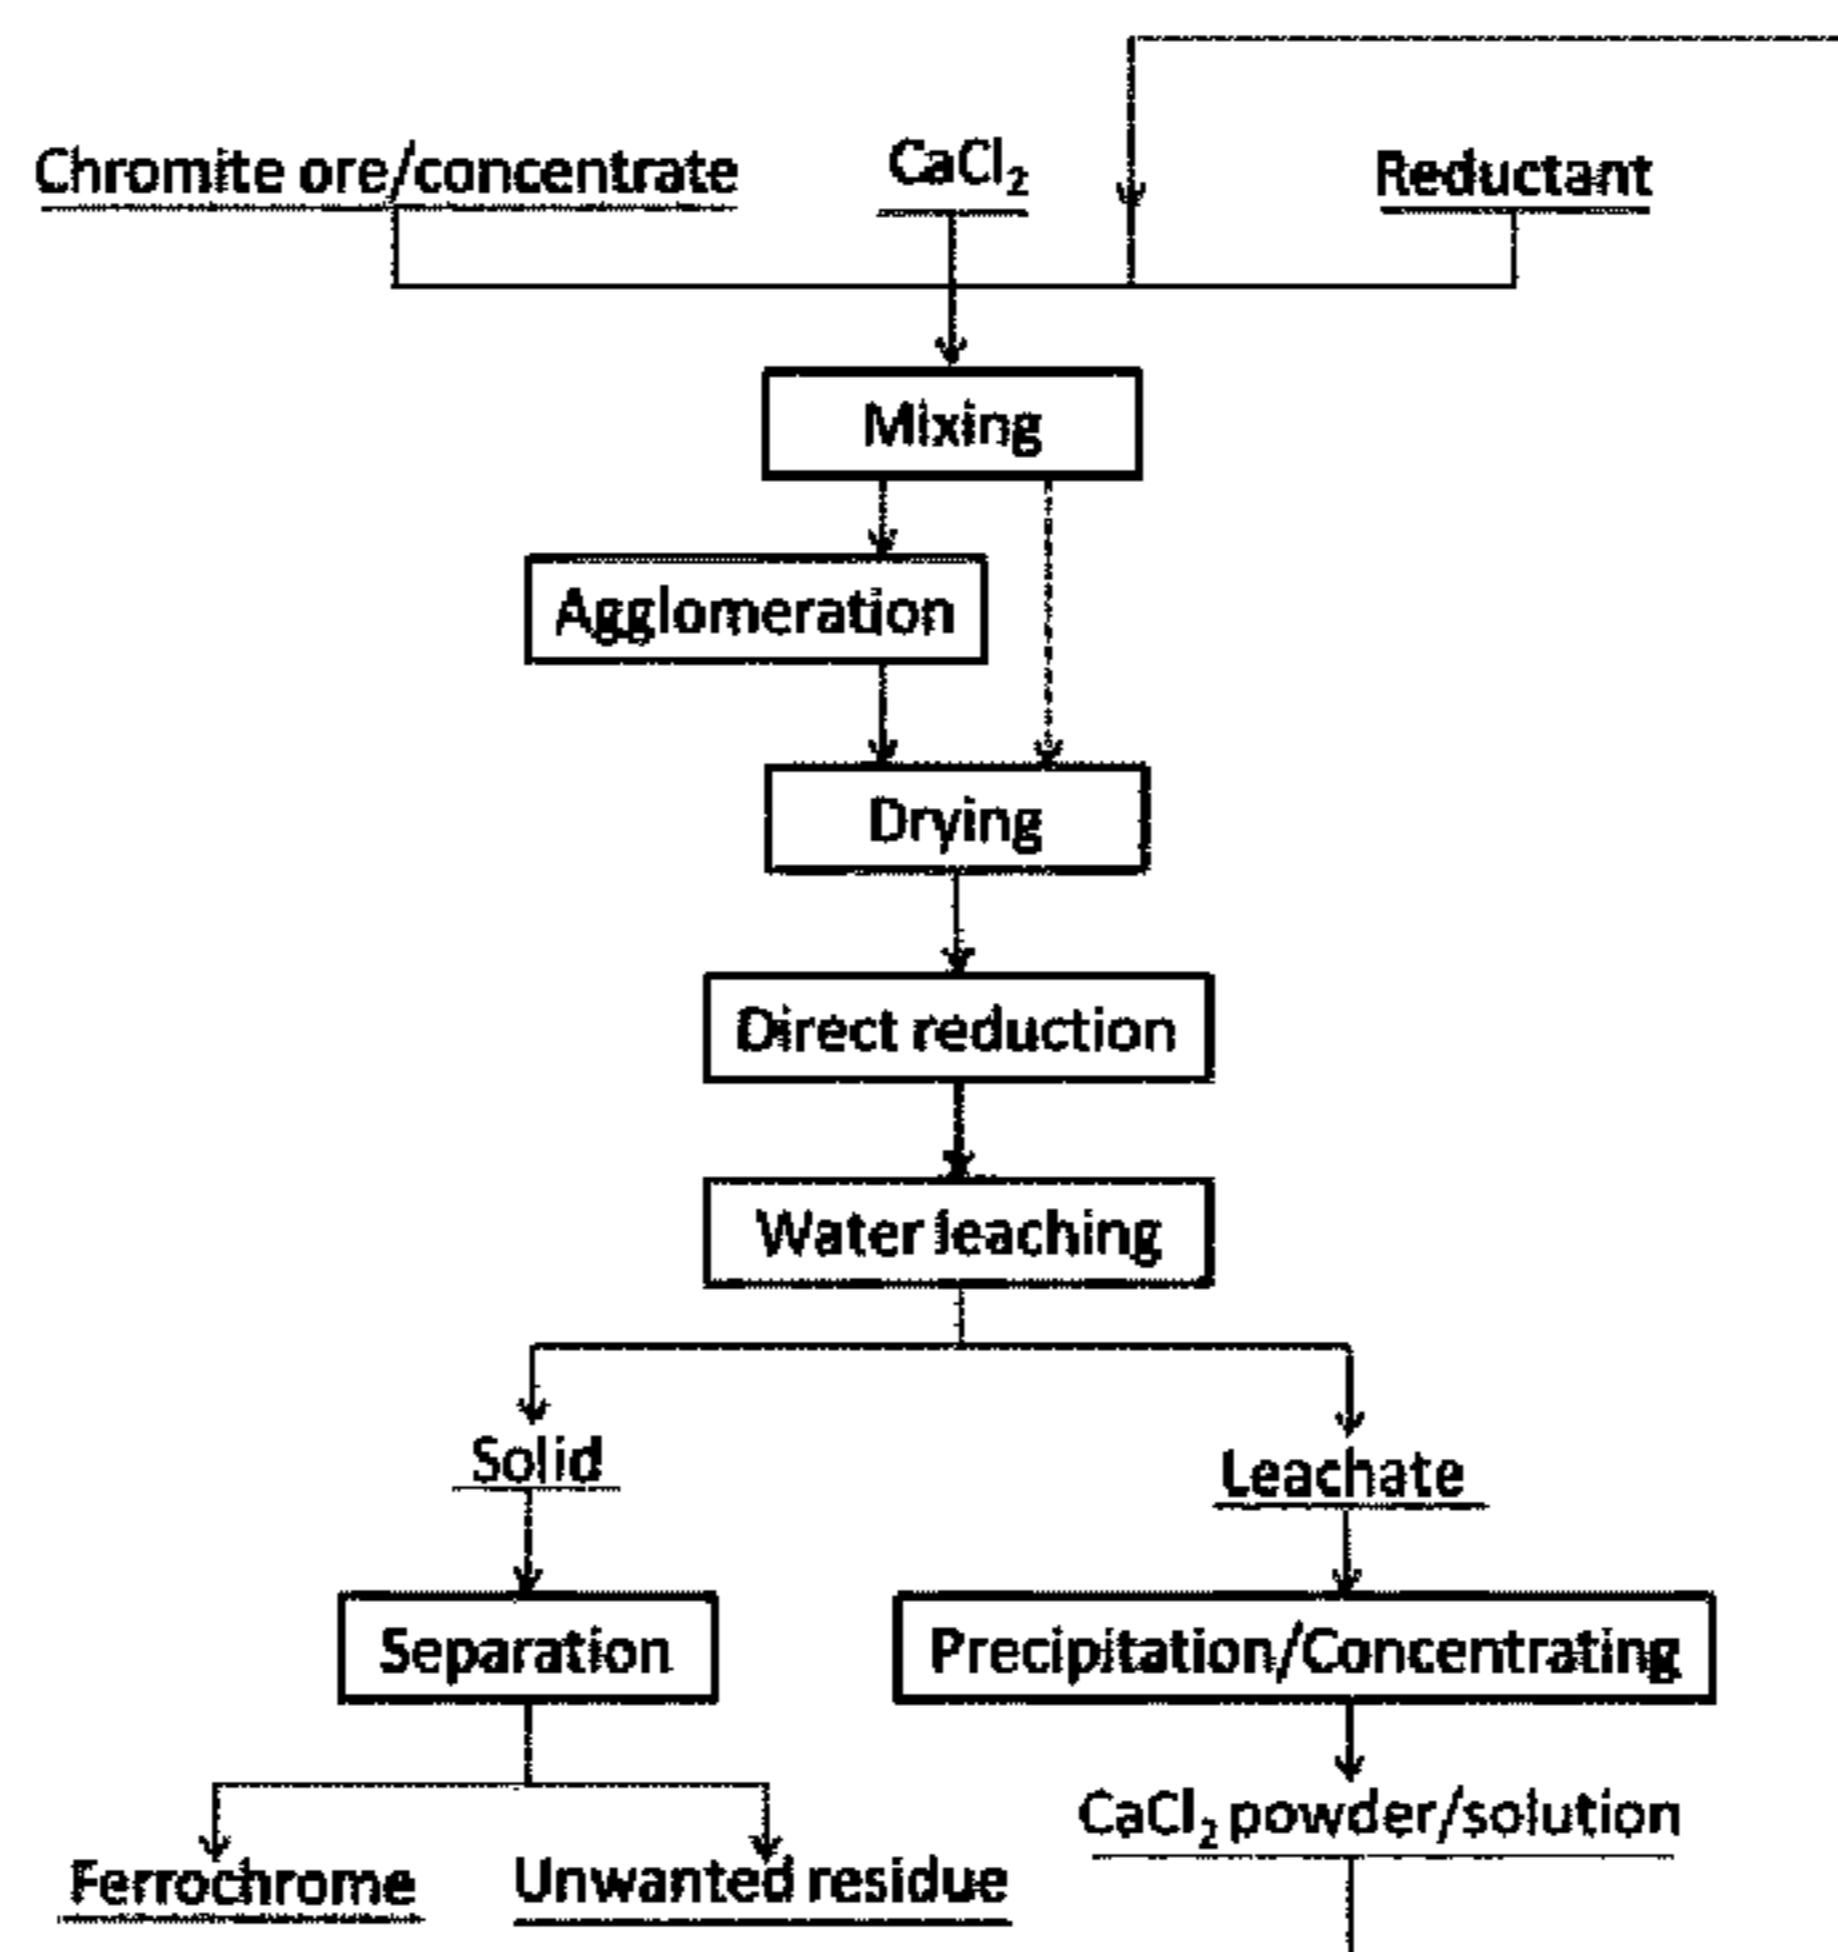 Chromite ore/concentrate
CaCl₂
Reductant
Mixing
Agglomeration
Drying
Direct reduction
Water leaching
Solid
Leachate
Separation
Precipitation/Concentrating
CaCl₂ powder/solution
Ferrochrome
Unwanted residue